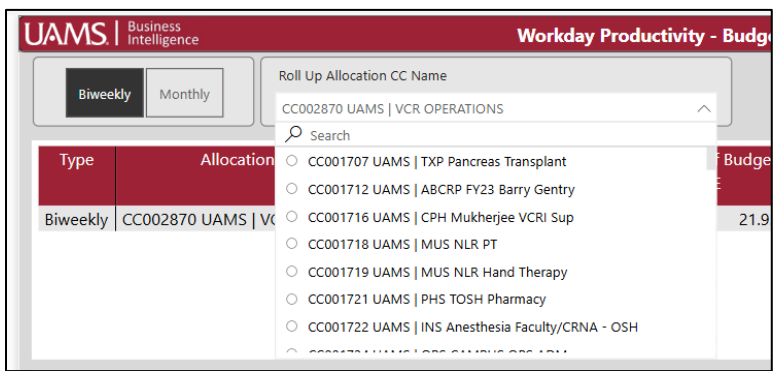 UAMS. Business Intelligence
Workday Productivity - Budge
Biweekly Monthly
Roll Up Allocation CC Name
CC002870 UAMS | VCR OPERATIONS
Search
Type Allocation Budge
CC001707 UAMS | TXP Pancreas Transplant
CC001712 UAMS | ABCRP FY23 Barry Gentry
Biweekly CC002870 UAMS | VC 21.9
CC001716 UAMS | CPH Mukherjee VCRI Sup
CC001718 UAMS | MUS NLR PT
CC001719 UAMS | MUS NLR Hand Therapy
CC001721 UAMS | PHS TOSH Pharmacy
CC001722 UAMS | INS Anesthesia Faculty/CRNA - OSH